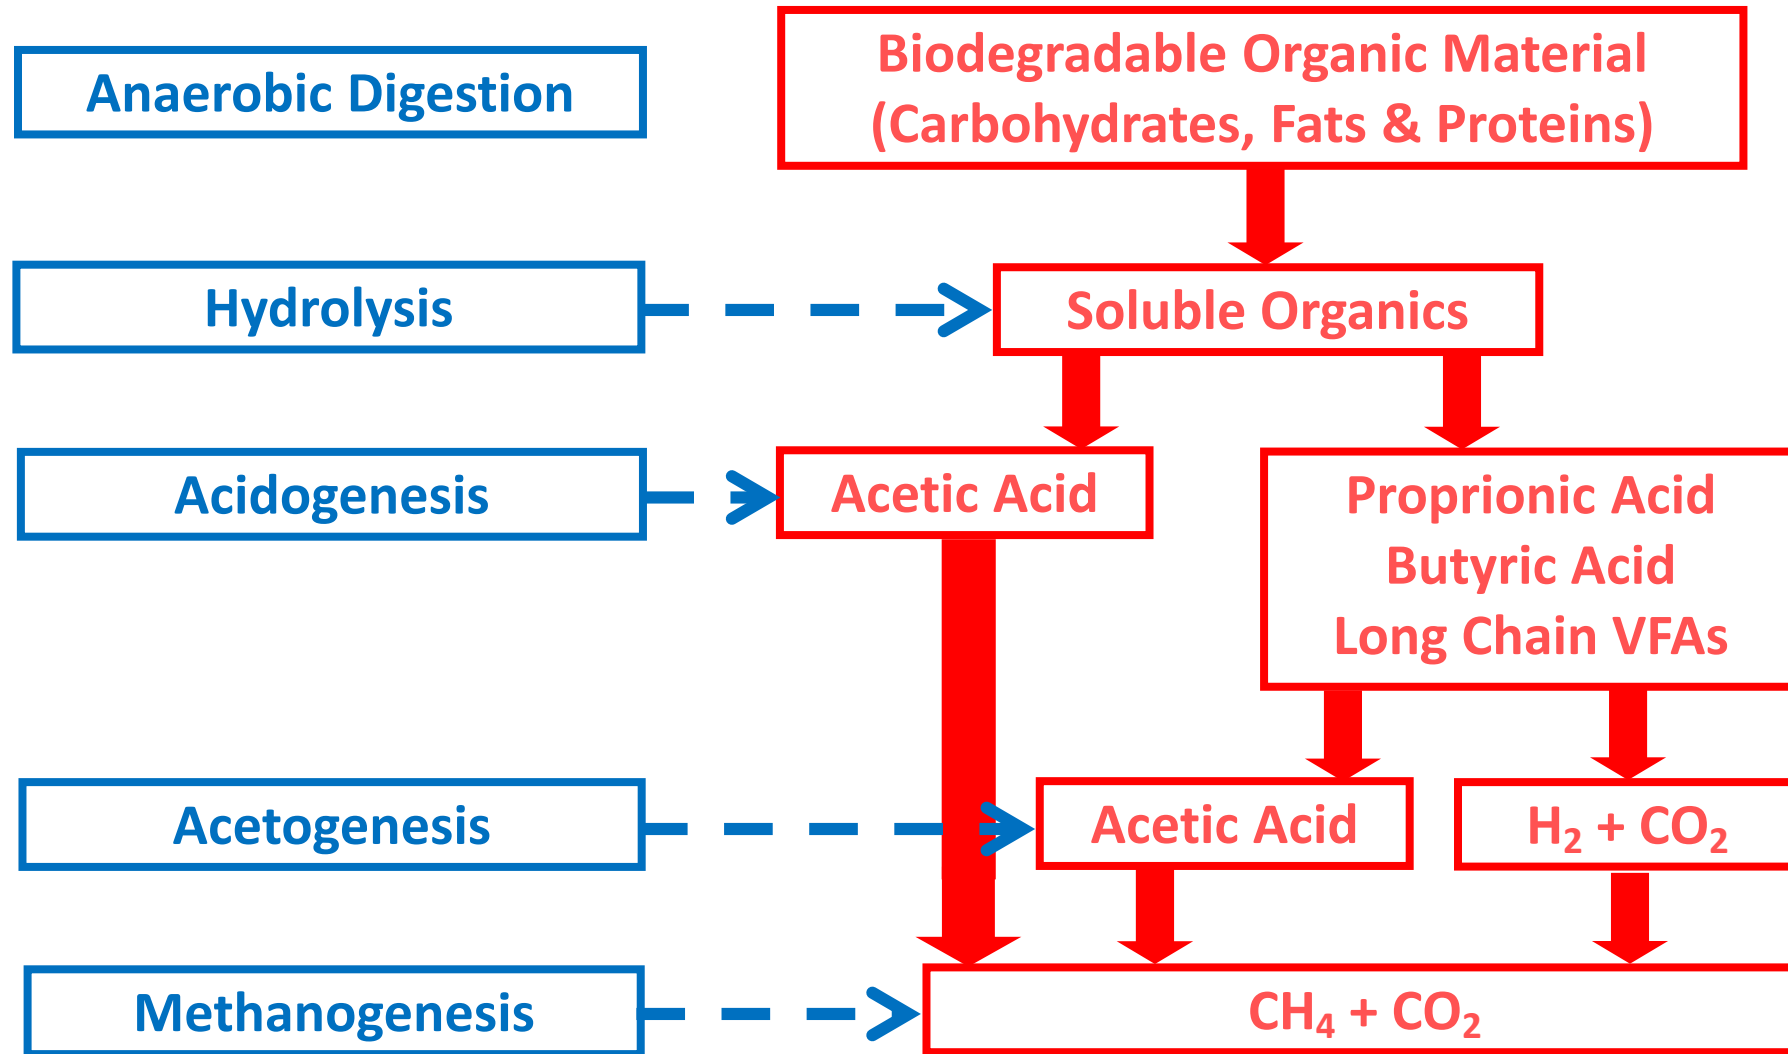 Anaerobic Digestion
Biodegradable Organic Material
(Carbohydrates, Fats & Proteins)
Hydrolysis
Soluble Organics
Acidogenesis
Acetic Acid
Proprionic Acid
Butyric Acid
Long Chain VFAs
Acetogenesis
Acetic Acid
H₂ + CO₂
Methanogenesis
CH₄ + CO₂